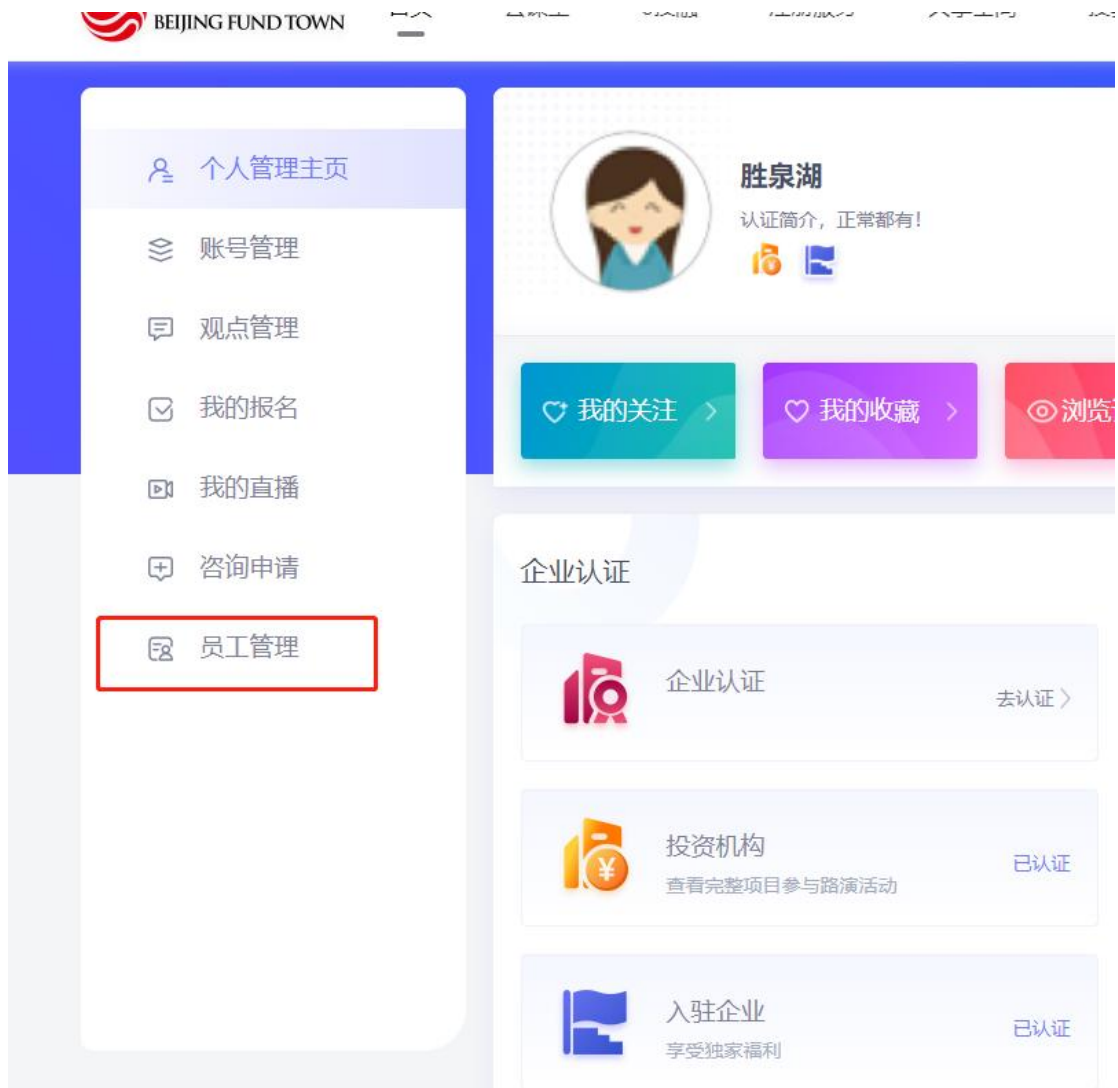 BEIJING FUND TOWN
首页
个人管理主页
账号管理
观点管理
我的报名
我的直播
咨询申请
员工管理
胜泉湖
认证简介，正常都有！
我的关注
我的收藏
浏览
企业认证
企业认证
去认证
投资机构
查看完整项目参与路演活动
已认证
入驻企业
享受独家福利
已认证